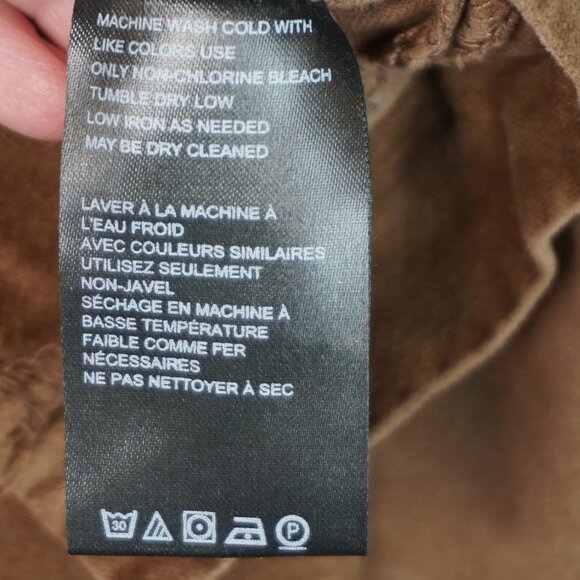 MACHINE WASH COLD WITH
LIKE COLORS USE
ONLY NON-CHLORINE BLEACH
TUMBLE DRY LOW
LOW IRON AS NEEDED
MAY BE DRY CLEANED
LAVER À LA MACHINE À
L'EAU FROID
AVEC COULEURS SIMILAIRES
UTILISEZ SEULEMENT
NON-JAVEL
SÉCHAGE EN MACHINE À
BASSE TEMPÉRATURE
FAIBLE COMME FER
NÉCESSAIRES
NE PAS NETTOYER À SEC
30 P